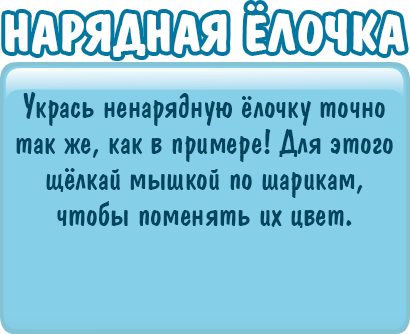 НАРЯДНАЯ ЁЛОЧКА
Укрась ненарядную ёлочку точно
так же, как в примере! Для этого
щёлкай мышкой по шарикам,
чтобы поменять их цвет.